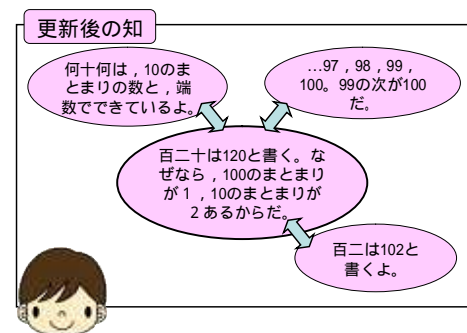 更新後の知
何十何は，10のま
とまりの数と，端
数でできているよ。
…97，98，99，
100。99の次が100
だ。
百二十は120と書く。な
ぜなら，100のまとまり
が１，10のまとまりが
２あるからだ。
百二は102と
書くよ。